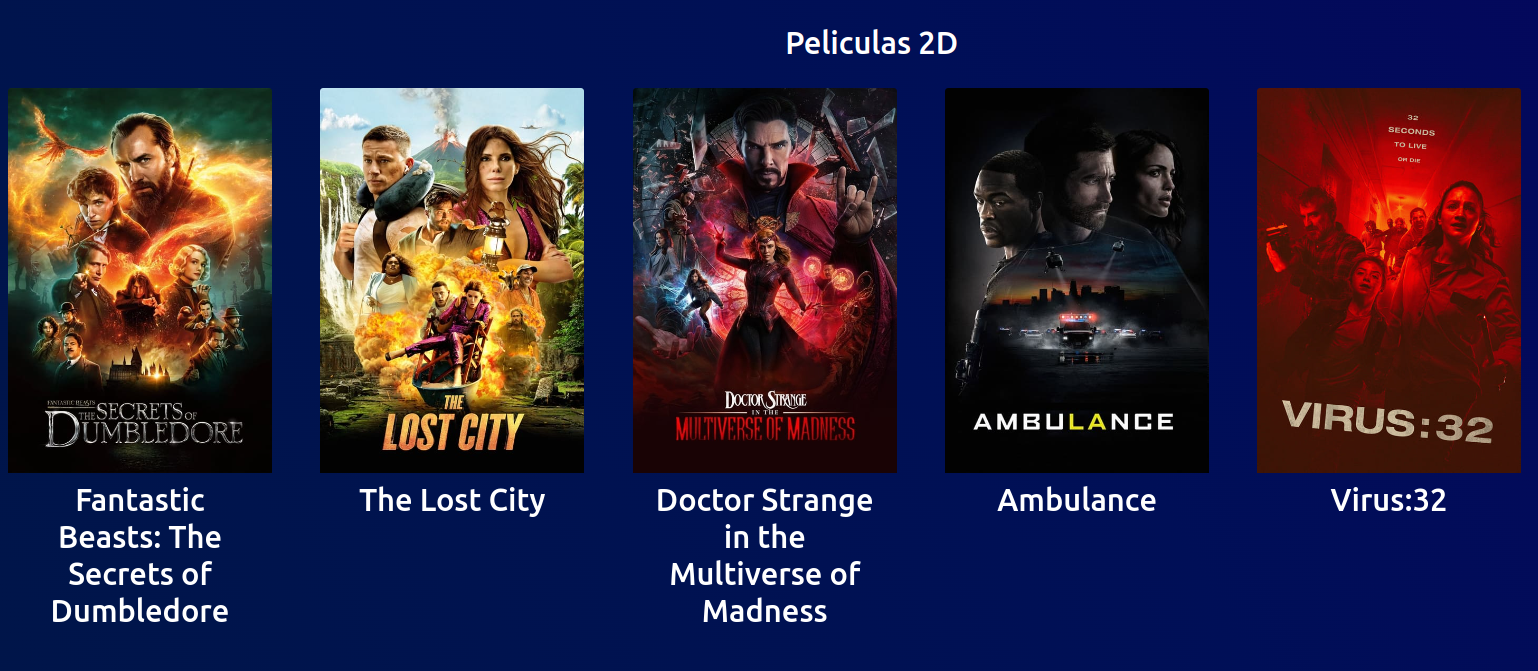 Peliculas 2D
FANTASTIC BEASTS
THE SECRETS OF
DUMBLEDORE
Fantastic
Beasts: The
Secrets of
Dumbledore
THE
LOST CITY
The Lost City
DOCTOR STRANGE
IN THE
MULTIVERSE OF MADNESS
Doctor Strange
in the
Multiverse of
Madness
AMBULANCE
Ambulance
32
SECONDS
TO LIVE
OR DIE
VIRUS:32
Virus:32